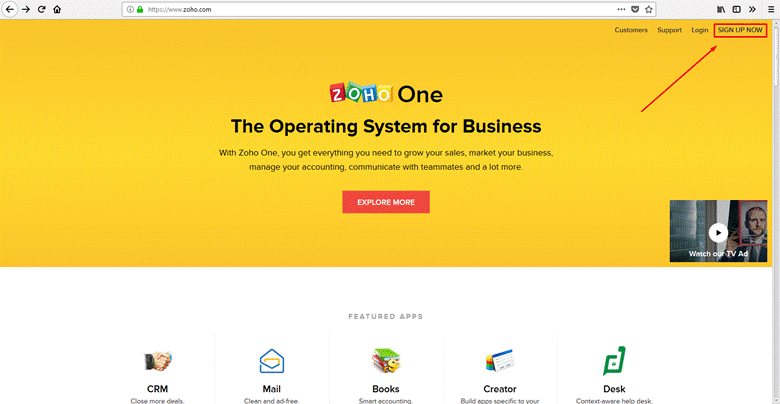 https://www.zoho.com
Customers Support Login SIGN UP NOW
ZOHO One
The Operating System for Business
With Zoho One, you get everything you need to grow your sales, market your business,
manage your accounting, communicate with teammates and a lot more.
EXPLORE MORE
Watch our TV Ad
FEATURED APPS
CRM Mail Books Creator Desk
Close more deals. Clean and ad-free. Smart accounting. Build apps specific to your Context-aware help desk.